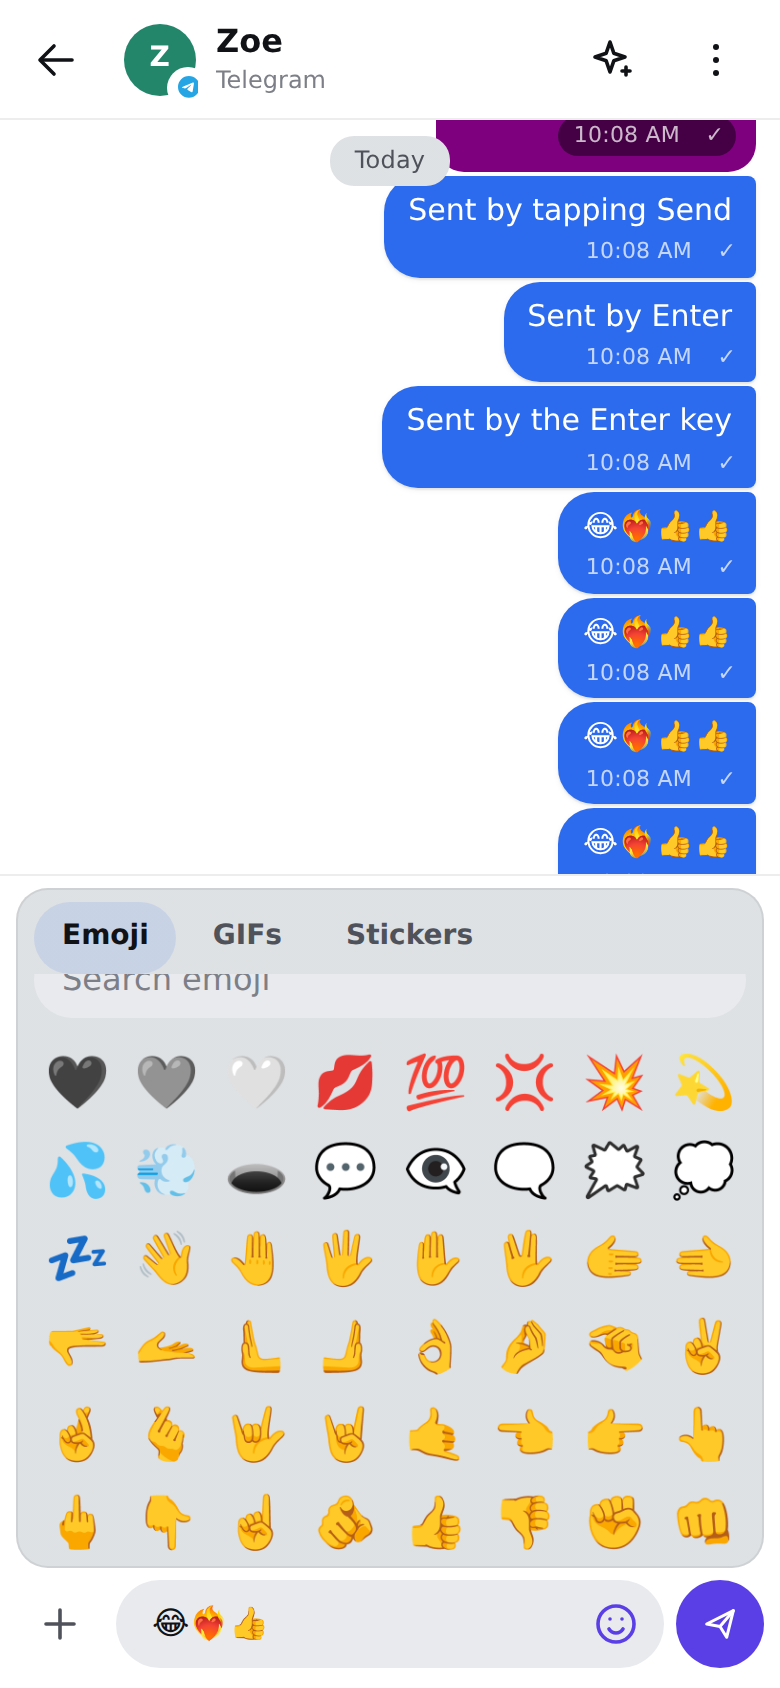 Z
Zoe
Telegram
10:08 AM ✓
Today
Sent by tapping Send
10:08 AM ✓
Sent by Enter
10:08 AM ✓
Sent by the Enter key
10:08 AM ✓
😂❤️‍🔥👍👍
10:08 AM ✓
😂❤️‍🔥👍👍
10:08 AM ✓
😂❤️‍🔥👍👍
10:08 AM ✓
😂❤️‍🔥👍👍
Emoji GIFs Stickers
Search emoji
🖤🩶🤍💋💯💢💥💫
💦💨🕳️💬👁️‍🗨️🗨️🗯️💭
💤👋🤚🖐️✋🖖🫱🫲
🫳🫴🫷🫸👌🤌🤏✌️
🤞🫰🤟🤘🤙👈👉👆
🖕👇☝️🫵👍👎✊👊
😂❤️‍🔥👍